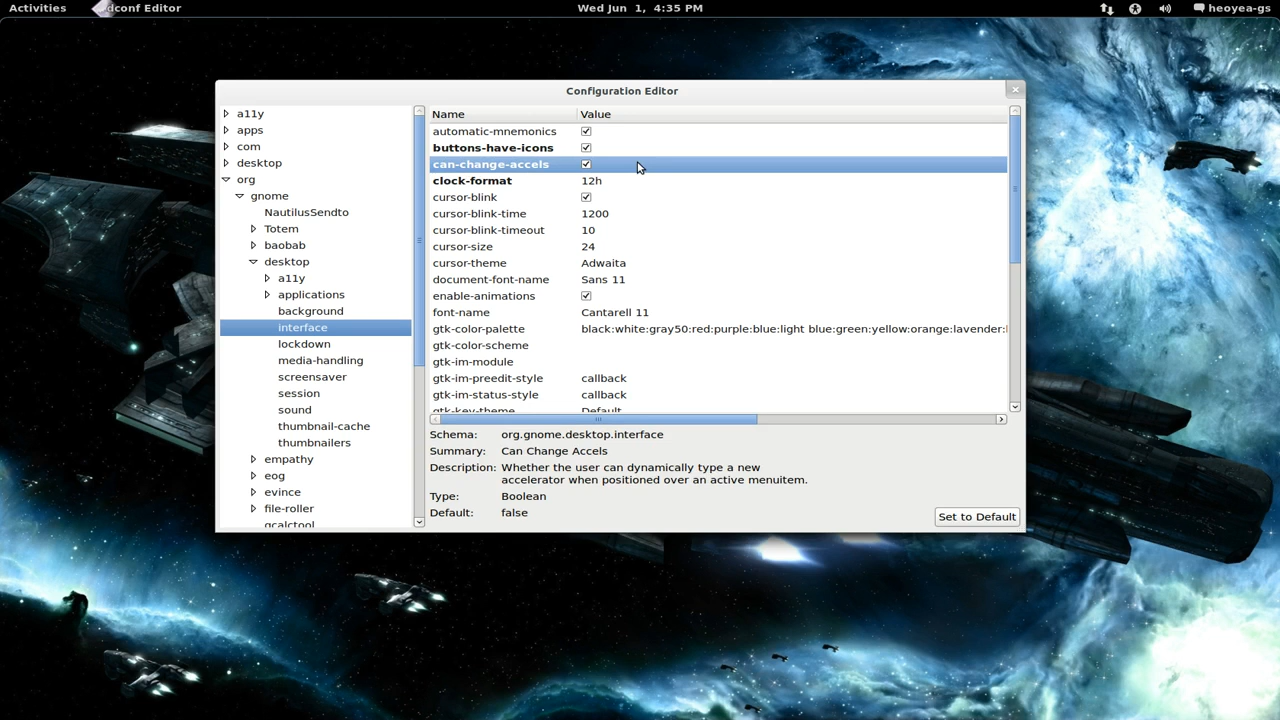 Activities dconf Editor Wed Jun 1, 4:35 PM heoyea-gs
Configuration Editor
a11y
apps
com
desktop
org
gnome
NautilusSendto
Totem
baobab
desktop
a11y
applications
background
interface
lockdown
media-handling
screensaver
session
sound
thumbnail-cache
thumbnailers
empathy
eog
evince
file-roller
gcalctool
Name Value
automatic-mnemonics
buttons-have-icons
can-change-accels
clock-format 12h
cursor-blink
cursor-blink-time 1200
cursor-blink-timeout 10
cursor-size 24
cursor-theme Adwaita
document-font-name Sans 11
enable-animations
font-name Cantarell 11
gtk-color-palette black:white:gray50:red:purple:blue:light blue:green:yellow:orange:lavender:
gtk-color-scheme
gtk-im-module
gtk-im-preedit-style callback
gtk-im-status-style callback
gtk-key-theme Default
Schema: org.gnome.desktop.interface
Summary: Can Change Accels
Description: Whether the user can dynamically type a new
accelerator when positioned over an active menuitem.
Type: Boolean
Default: false
Set to Default